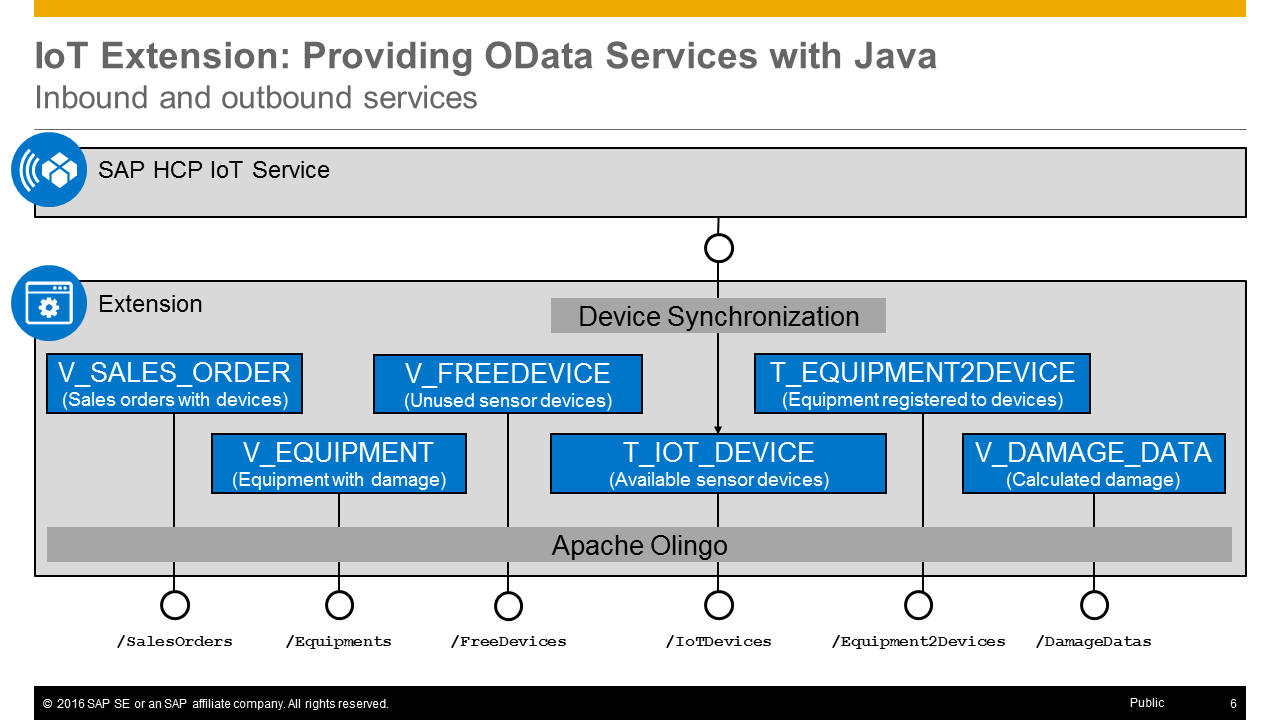 IoT Extension: Providing OData Services with Java
Inbound and outbound services
SAP HCP IoT Service
Extension
Device Synchronization
V_SALES_ORDER
(Sales orders with devices)
V_FREEDEVICE
(Unused sensor devices)
T_EQUIPMENT2DEVICE
(Equipment registered to devices)
V_EQUIPMENT
(Equipment with damage)
T_IOT_DEVICE
(Available sensor devices)
V_DAMAGE_DATA
(Calculated damage)
Apache Olingo
/SalesOrders
/Equipments
/FreeDevices
/IoTDevices
/Equipment2Devices
/DamageDatas
© 2016 SAP SE or an SAP affiliate company. All rights reserved.
Public
6